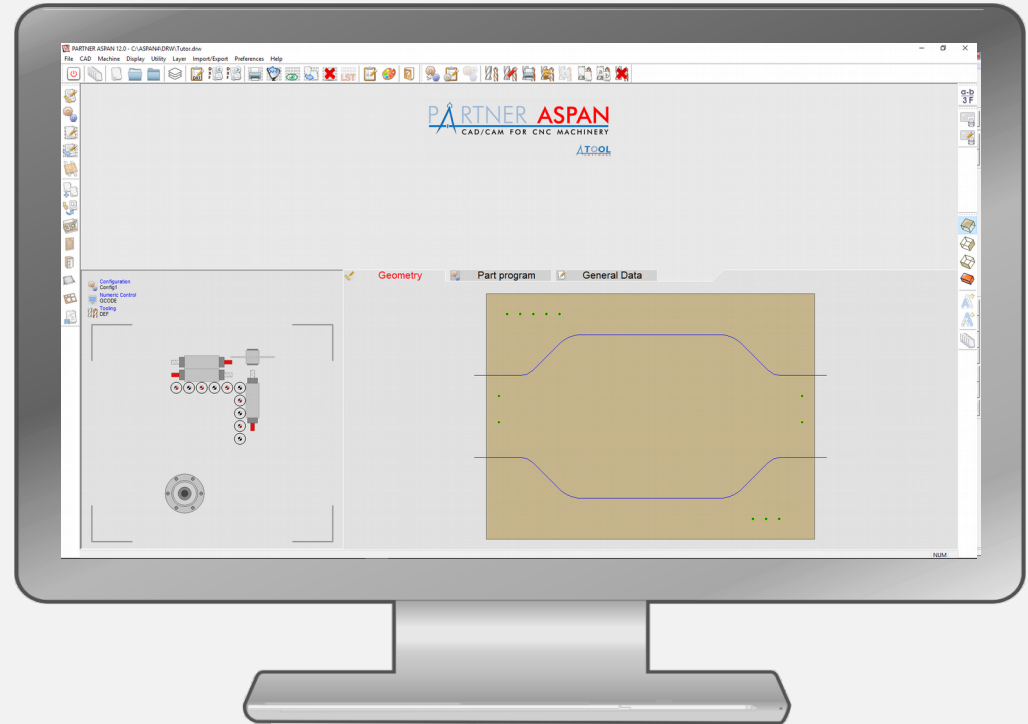 PARTNER ASPAN 12.0 - C:\ASPAN4\DRW\Tutor.drw
File CAD Machine Display Utility Layer Import/Export Preferences Help
LST
a-b
3 F
PARTNER ASPAN
CAD/CAM FOR CNC MACHINERY
ATOOL
Geometry Part program General Data
Configuration
Config1
Numeric Control
GCODE
Tooling
DEF
NUM